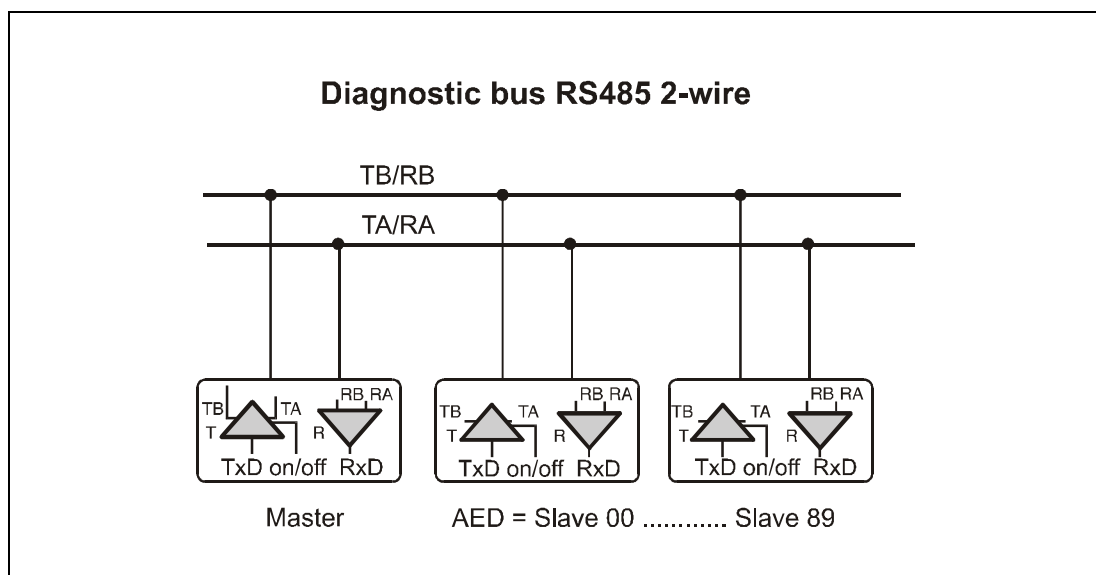 Diagnostic bus RS485 2-wire
TB/RB
TA/RA
TB TA RB RA
T R
TxD on/off RxD
TB TA RB RA
T R
TxD on/off RxD
TB TA RB RA
T R
TxD on/off RxD
Master
AED = Slave 00 ............ Slave 89